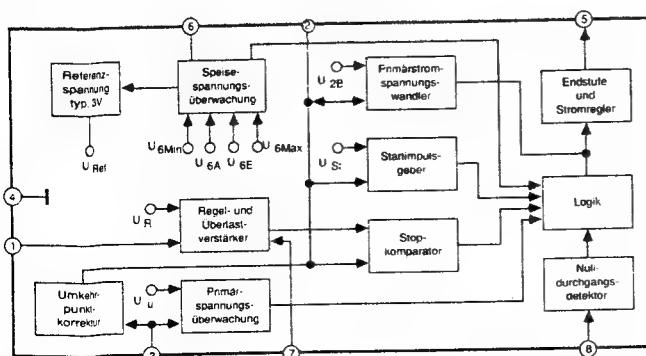 6
2
5
Referenz-
spannung
typ. 3V
Speise-
spannungs-
überwachung
U 2B
Primärstrom-
spannungs-
wandler
Endstufe
und
Stromregler
U Ref
U 6Min
U 6A
U 6E
U 6Max
U St
Startimpuls-
geber
4
U R
Regel- und
Überlast-
verstärker
Logik
1
Stop-
komparator
Umkehr-
punkt-
korrektur
U u
Primär-
spannungs-
überwachung
Null-
durchgangs-
detektor
3
7
8